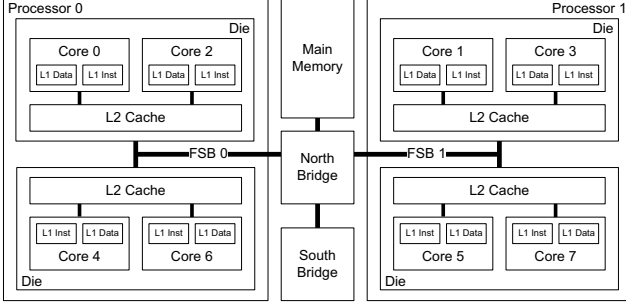 Processor 0
Die
Core 0
Core 2
L1 Data
L1 Inst
L1 Data
L1 Inst
L2 Cache
FSB 0
L2 Cache
L1 Inst
L1 Data
L1 Inst
L1 Data
Core 4
Core 6
Die
Main
Memory
North
Bridge
South
Bridge
Processor 1
Die
Core 1
Core 3
L1 Data
L1 Inst
L1 Data
L1 Inst
L2 Cache
FSB 1
L2 Cache
L1 Inst
L1 Data
L1 Inst
L1 Data
Core 5
Core 7
Die